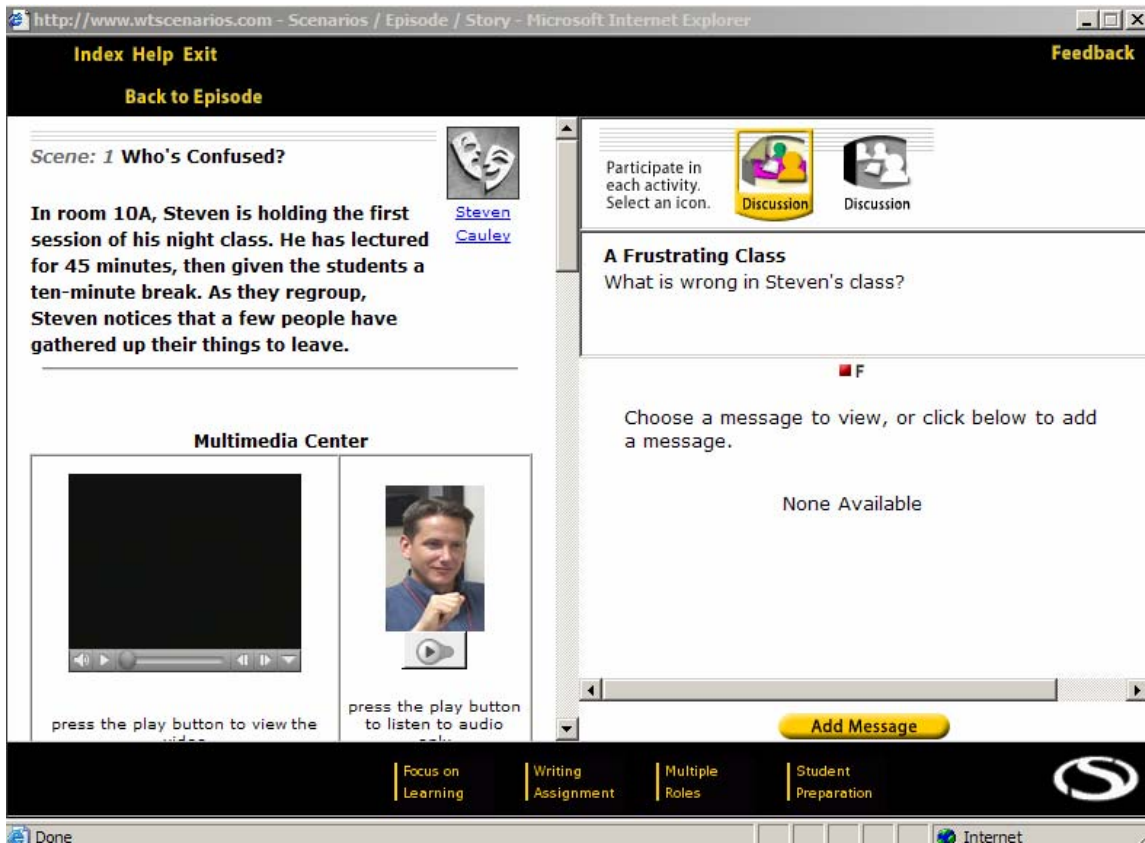 http://www.wtscenarios.com - Scenarios / Episode / Story - Microsoft Internet Explorer
Index Help Exit
Feedback
Back to Episode
Scene: 1 Who's Confused?
Steven
Cauley
In room 10A, Steven is holding the first
session of his night class. He has lectured
for 45 minutes, then given the students a
ten-minute break. As they regroup,
Steven notices that a few people have
gathered up their things to leave.
Multimedia Center
press the play button to view the
video
press the play button
to listen to audio
only
Participate in
each activity.
Select an icon.
Discussion
Discussion
A Frustrating Class
What is wrong in Steven's class?
F
Choose a message to view, or click below to add
a message.
None Available
Add Message
Focus on
Learning
Writing
Assignment
Multiple
Roles
Student
Preparation
Done
Internet